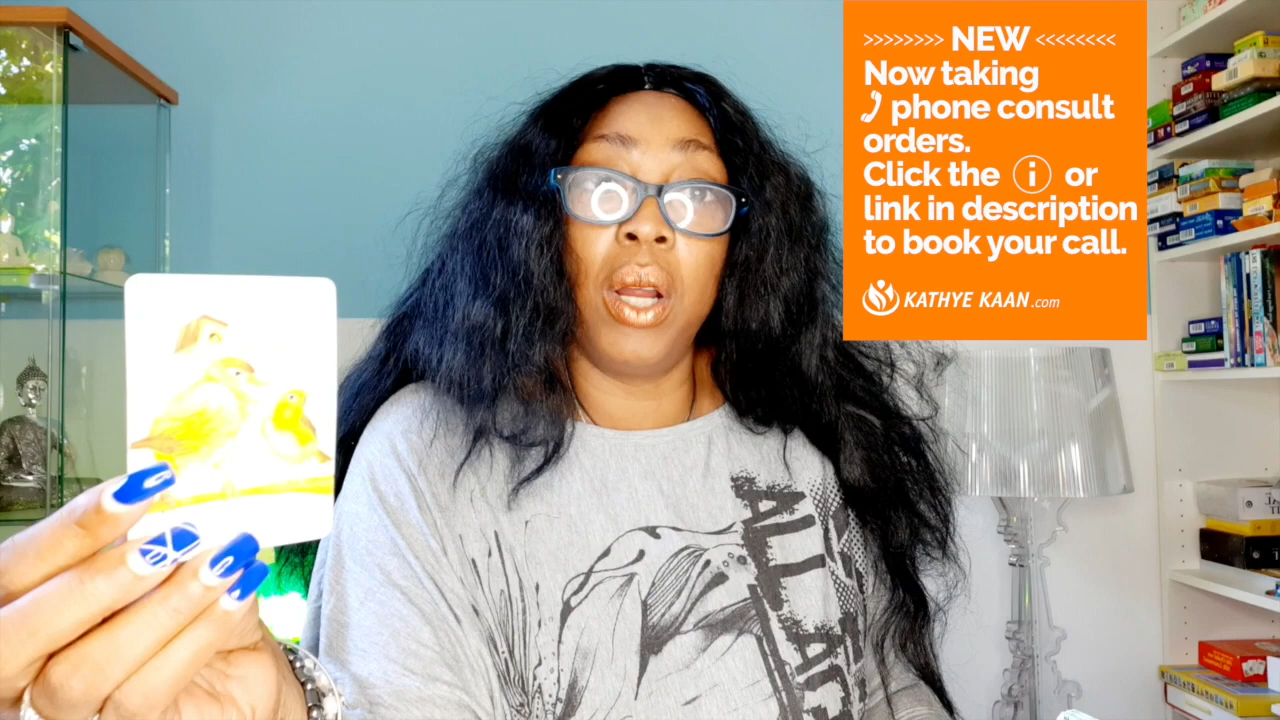 >>>>>>>> NEW <<<<<<<<
Now taking
phone consult
orders.
Click the i or
link in description
to book your call.
KATHYE KAAN.com
ALL